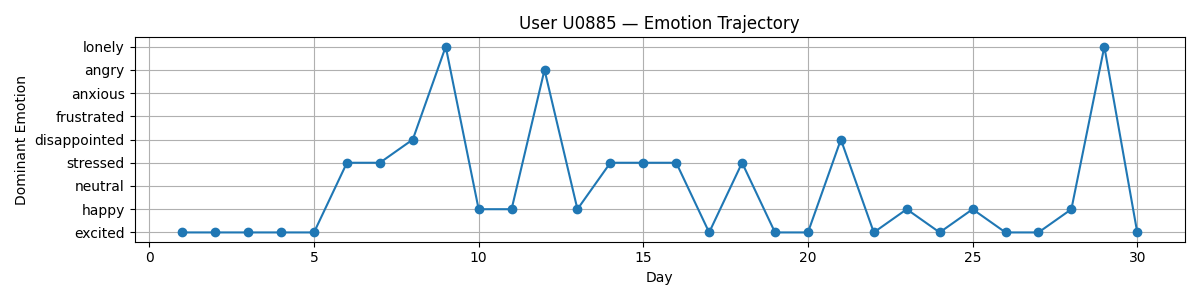 User U0885 — Emotion Trajectory
Dominant Emotion
lonely
angry
anxious
frustrated
disappointed
stressed
neutral
happy
excited
0 5 10 15 20 25 30
Day